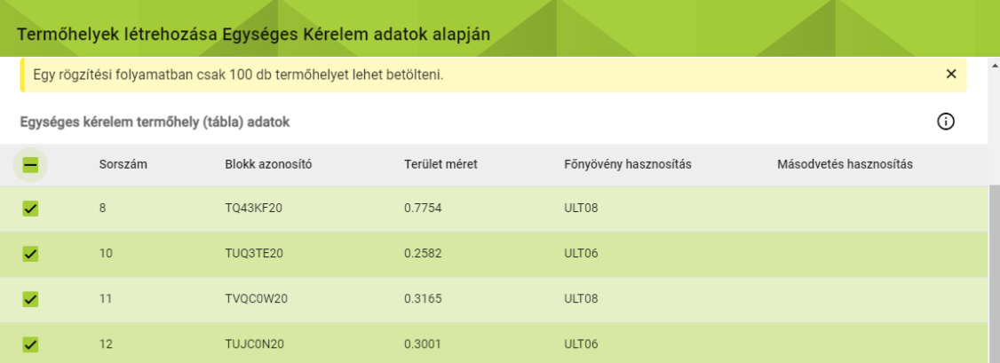 Termőhelyek létrehozása Egységes Kérelem adatok alapján
Egy rögzítési folyamatban csak 100 db termőhelyet lehet betölteni.
Egységes kérelem termőhely (tábla) adatok
Sorszám Blokk azonosító Terület méret Főnyövény hasznosítás Másodvetés hasznosítás
8 TQ43KF20 0.7754 ULT08
10 TUQ3TE20 0.2582 ULT06
11 TVQC0W20 0.3165 ULT08
12 TUJC0N20 0.3001 ULT06